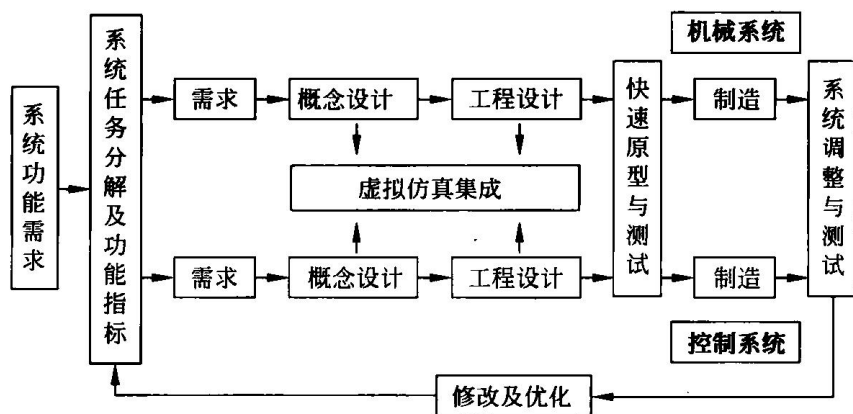 系统功能需求
系统任务分解及功能指标
机械系统
需求
概念设计
工程设计
快速原型与测试
制造
系统调整与测试
虚拟仿真集成
需求
概念设计
工程设计
制造
控制系统
修改及优化